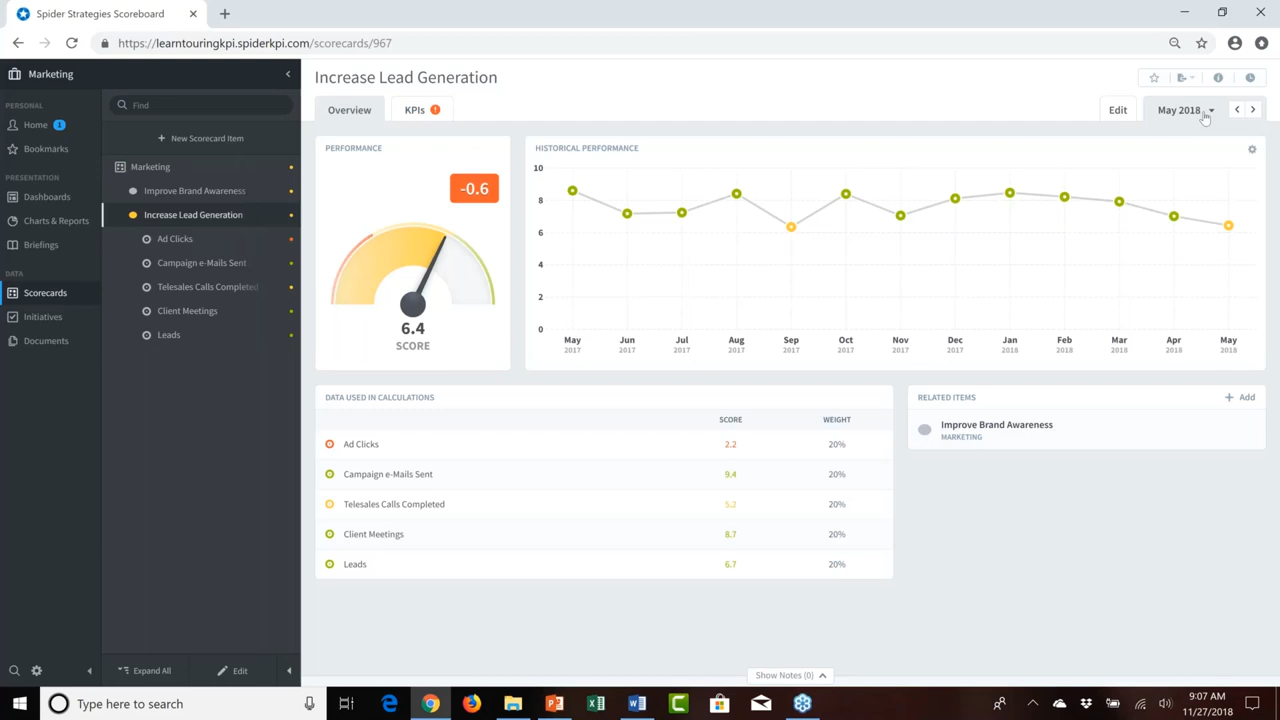 Spider Strategies Scoreboard
https://learntouringkpi.spiderkpi.com/scorecards/967
Marketing
PERSONAL
Home 1
Bookmarks
PRESENTATION
Dashboards
Charts & Reports
Briefings
DATA
Scorecards
Initiatives
Documents
Find
New Scorecard Item
Marketing
Improve Brand Awareness
Increase Lead Generation
Ad Clicks
Campaign e-Mails Sent
Telesales Calls Completed
Client Meetings
Leads
Expand All
Edit
Increase Lead Generation
Overview
KPIs
Edit
May 2018
PERFORMANCE
-0.6
6.4
SCORE
HISTORICAL PERFORMANCE
10
8
6
4
2
0
May Jun Jul Aug Sep Oct Nov Dec Jan Feb Mar Apr May
2017 2017 2017 2017 2017 2017 2017 2017 2018 2018 2018 2018 2018
DATA USED IN CALCULATIONS
SCORE WEIGHT
Ad Clicks 2.2 20%
Campaign e-Mails Sent 9.4 20%
Telesales Calls Completed 5.2 20%
Client Meetings 8.7 20%
Leads 6.7 20%
RELATED ITEMS
Add
Improve Brand Awareness
MARKETING
Show Notes (0)
Type here to search
9:07 AM
11/27/2018